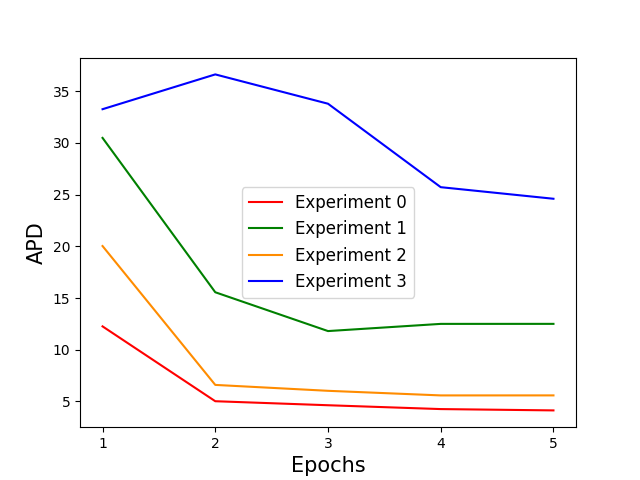 35
30
25
20
15
10
5
APD
Experiment 0
Experiment 1
Experiment 2
Experiment 3
1 2 3 4 5
Epochs